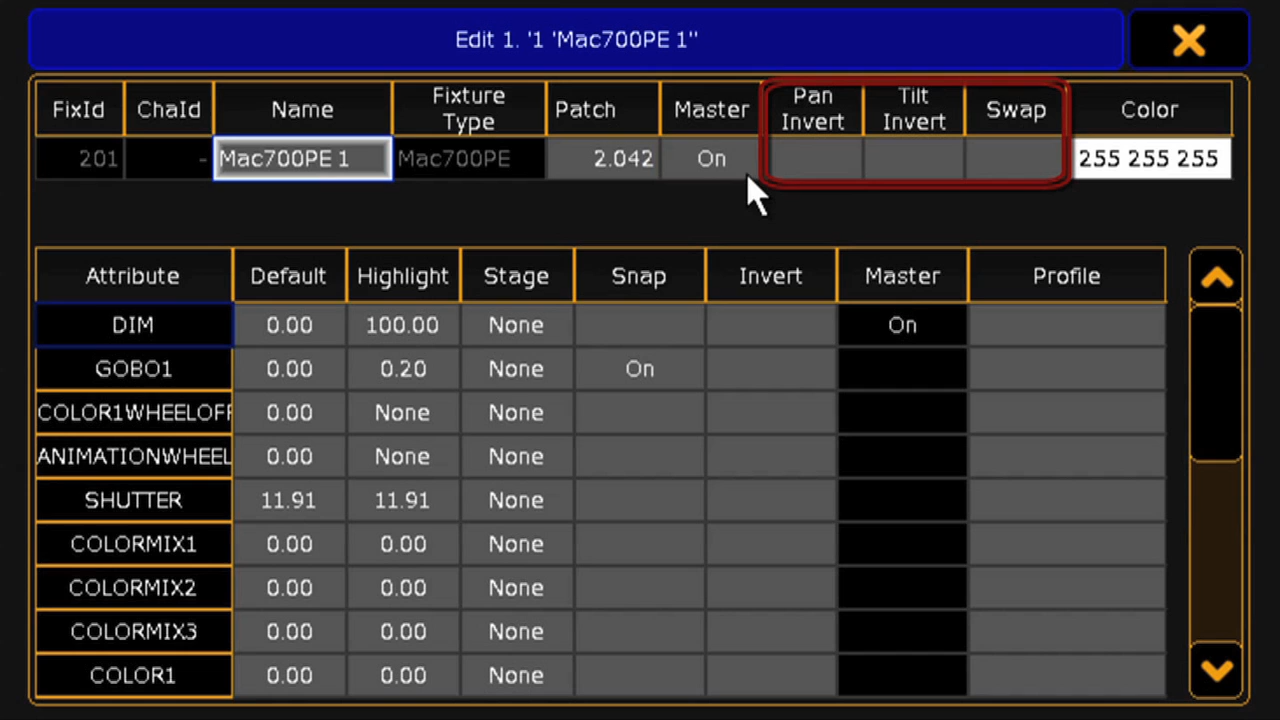 Edit 1. '1 'Mac700PE 1''
FixId ChaId Name Fixture Type Patch Master Pan Invert Tilt Invert Swap Color
201 - Mac700PE 1 Mac700PE 2.042 On 255 255 255
Attribute Default Highlight Stage Snap Invert Master Profile
DIM 0.00 100.00 None On
GOBO1 0.00 0.20 None On
COLOR1WHEELOFF 0.00 None None
ANIMATIONWHEEL 0.00 None None
SHUTTER 11.91 11.91 None
COLORMIX1 0.00 0.00 None
COLORMIX2 0.00 0.00 None
COLORMIX3 0.00 0.00 None
COLOR1 0.00 0.00 None